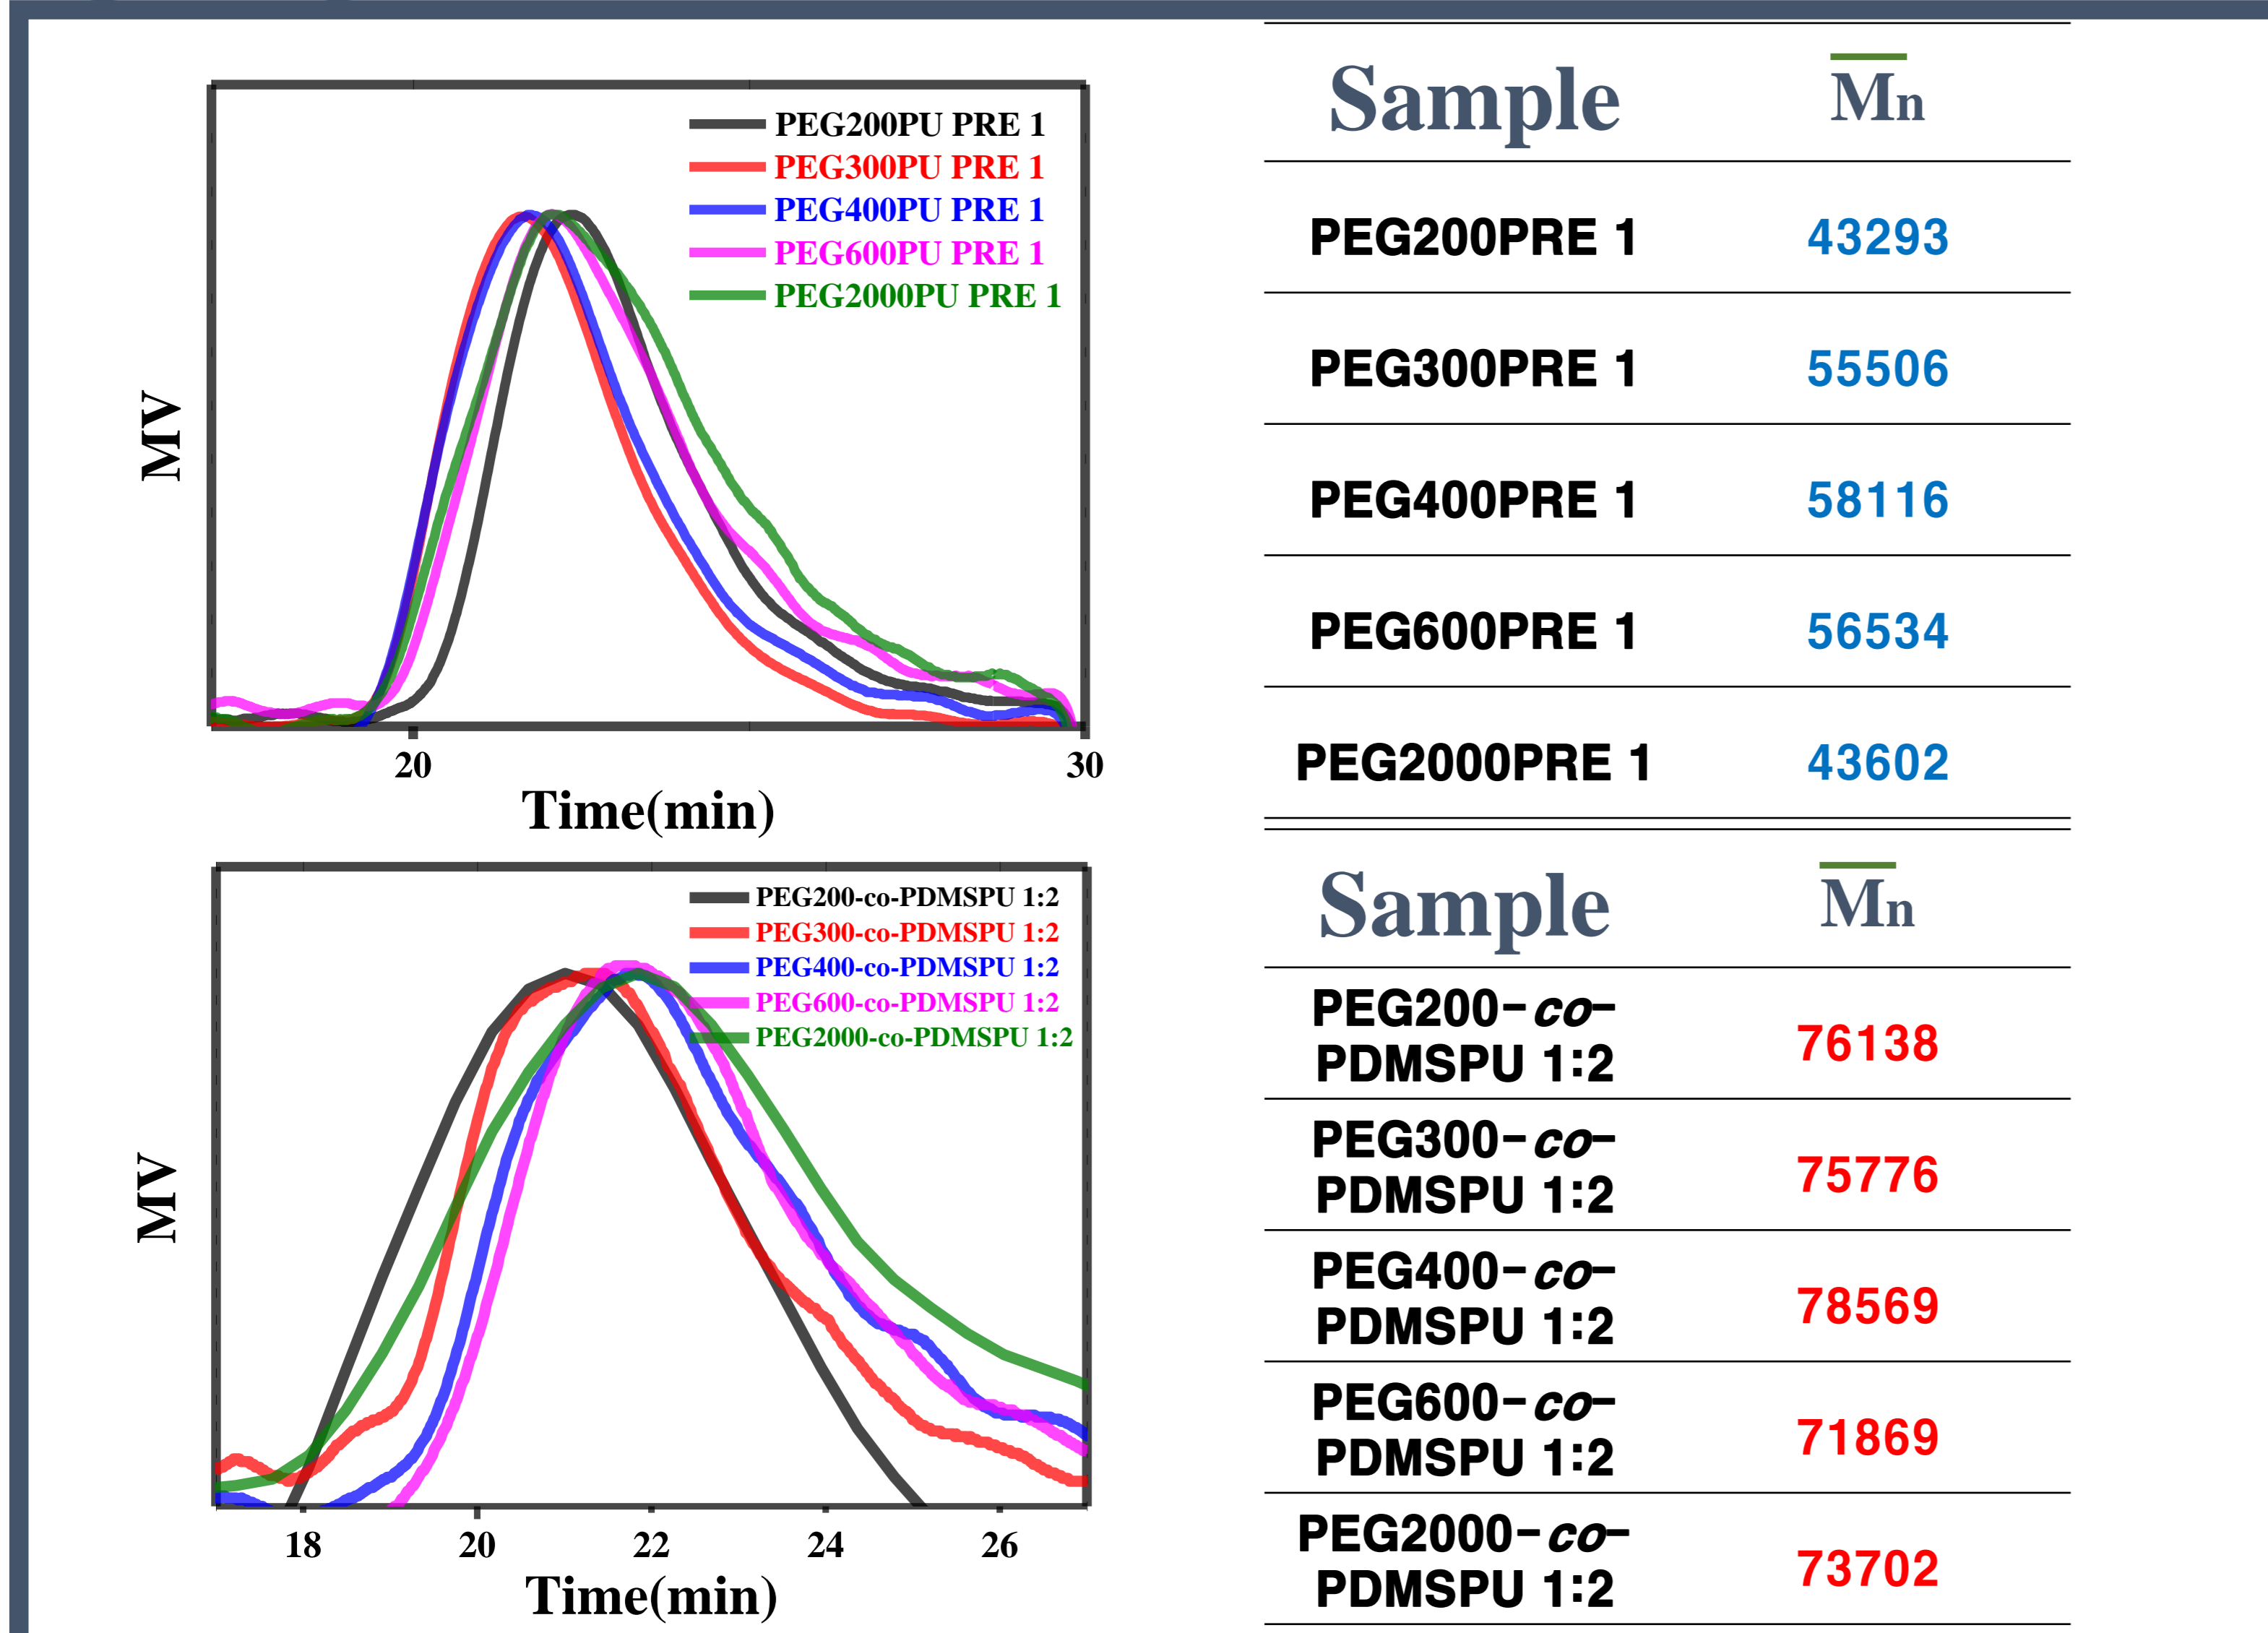 PEG200PU PRE 1
PEG300PU PRE 1
PEG400PU PRE 1
PEG600PU PRE 1
PEG2000PU PRE 1
MV
20
30
Time(min)
Sample
Mn
PEG200PRE 1
43293
PEG300PRE 1
55506
PEG400PRE 1
58116
PEG600PRE 1
56534
PEG2000PRE 1
43602
PEG200-co-PDMSPU 1:2
PEG300-co-PDMSPU 1:2
PEG400-co-PDMSPU 1:2
PEG600-co-PDMSPU 1:2
PEG2000-co-PDMSPU 1:2
MV
18
20
22
24
26
Time(min)
Sample
Mn
PEG200-co-
PDMSPU 1:2
76138
PEG300-co-
PDMSPU 1:2
75776
PEG400-co-
PDMSPU 1:2
78569
PEG600-co-
PDMSPU 1:2
71869
PEG2000-co-
PDMSPU 1:2
73702